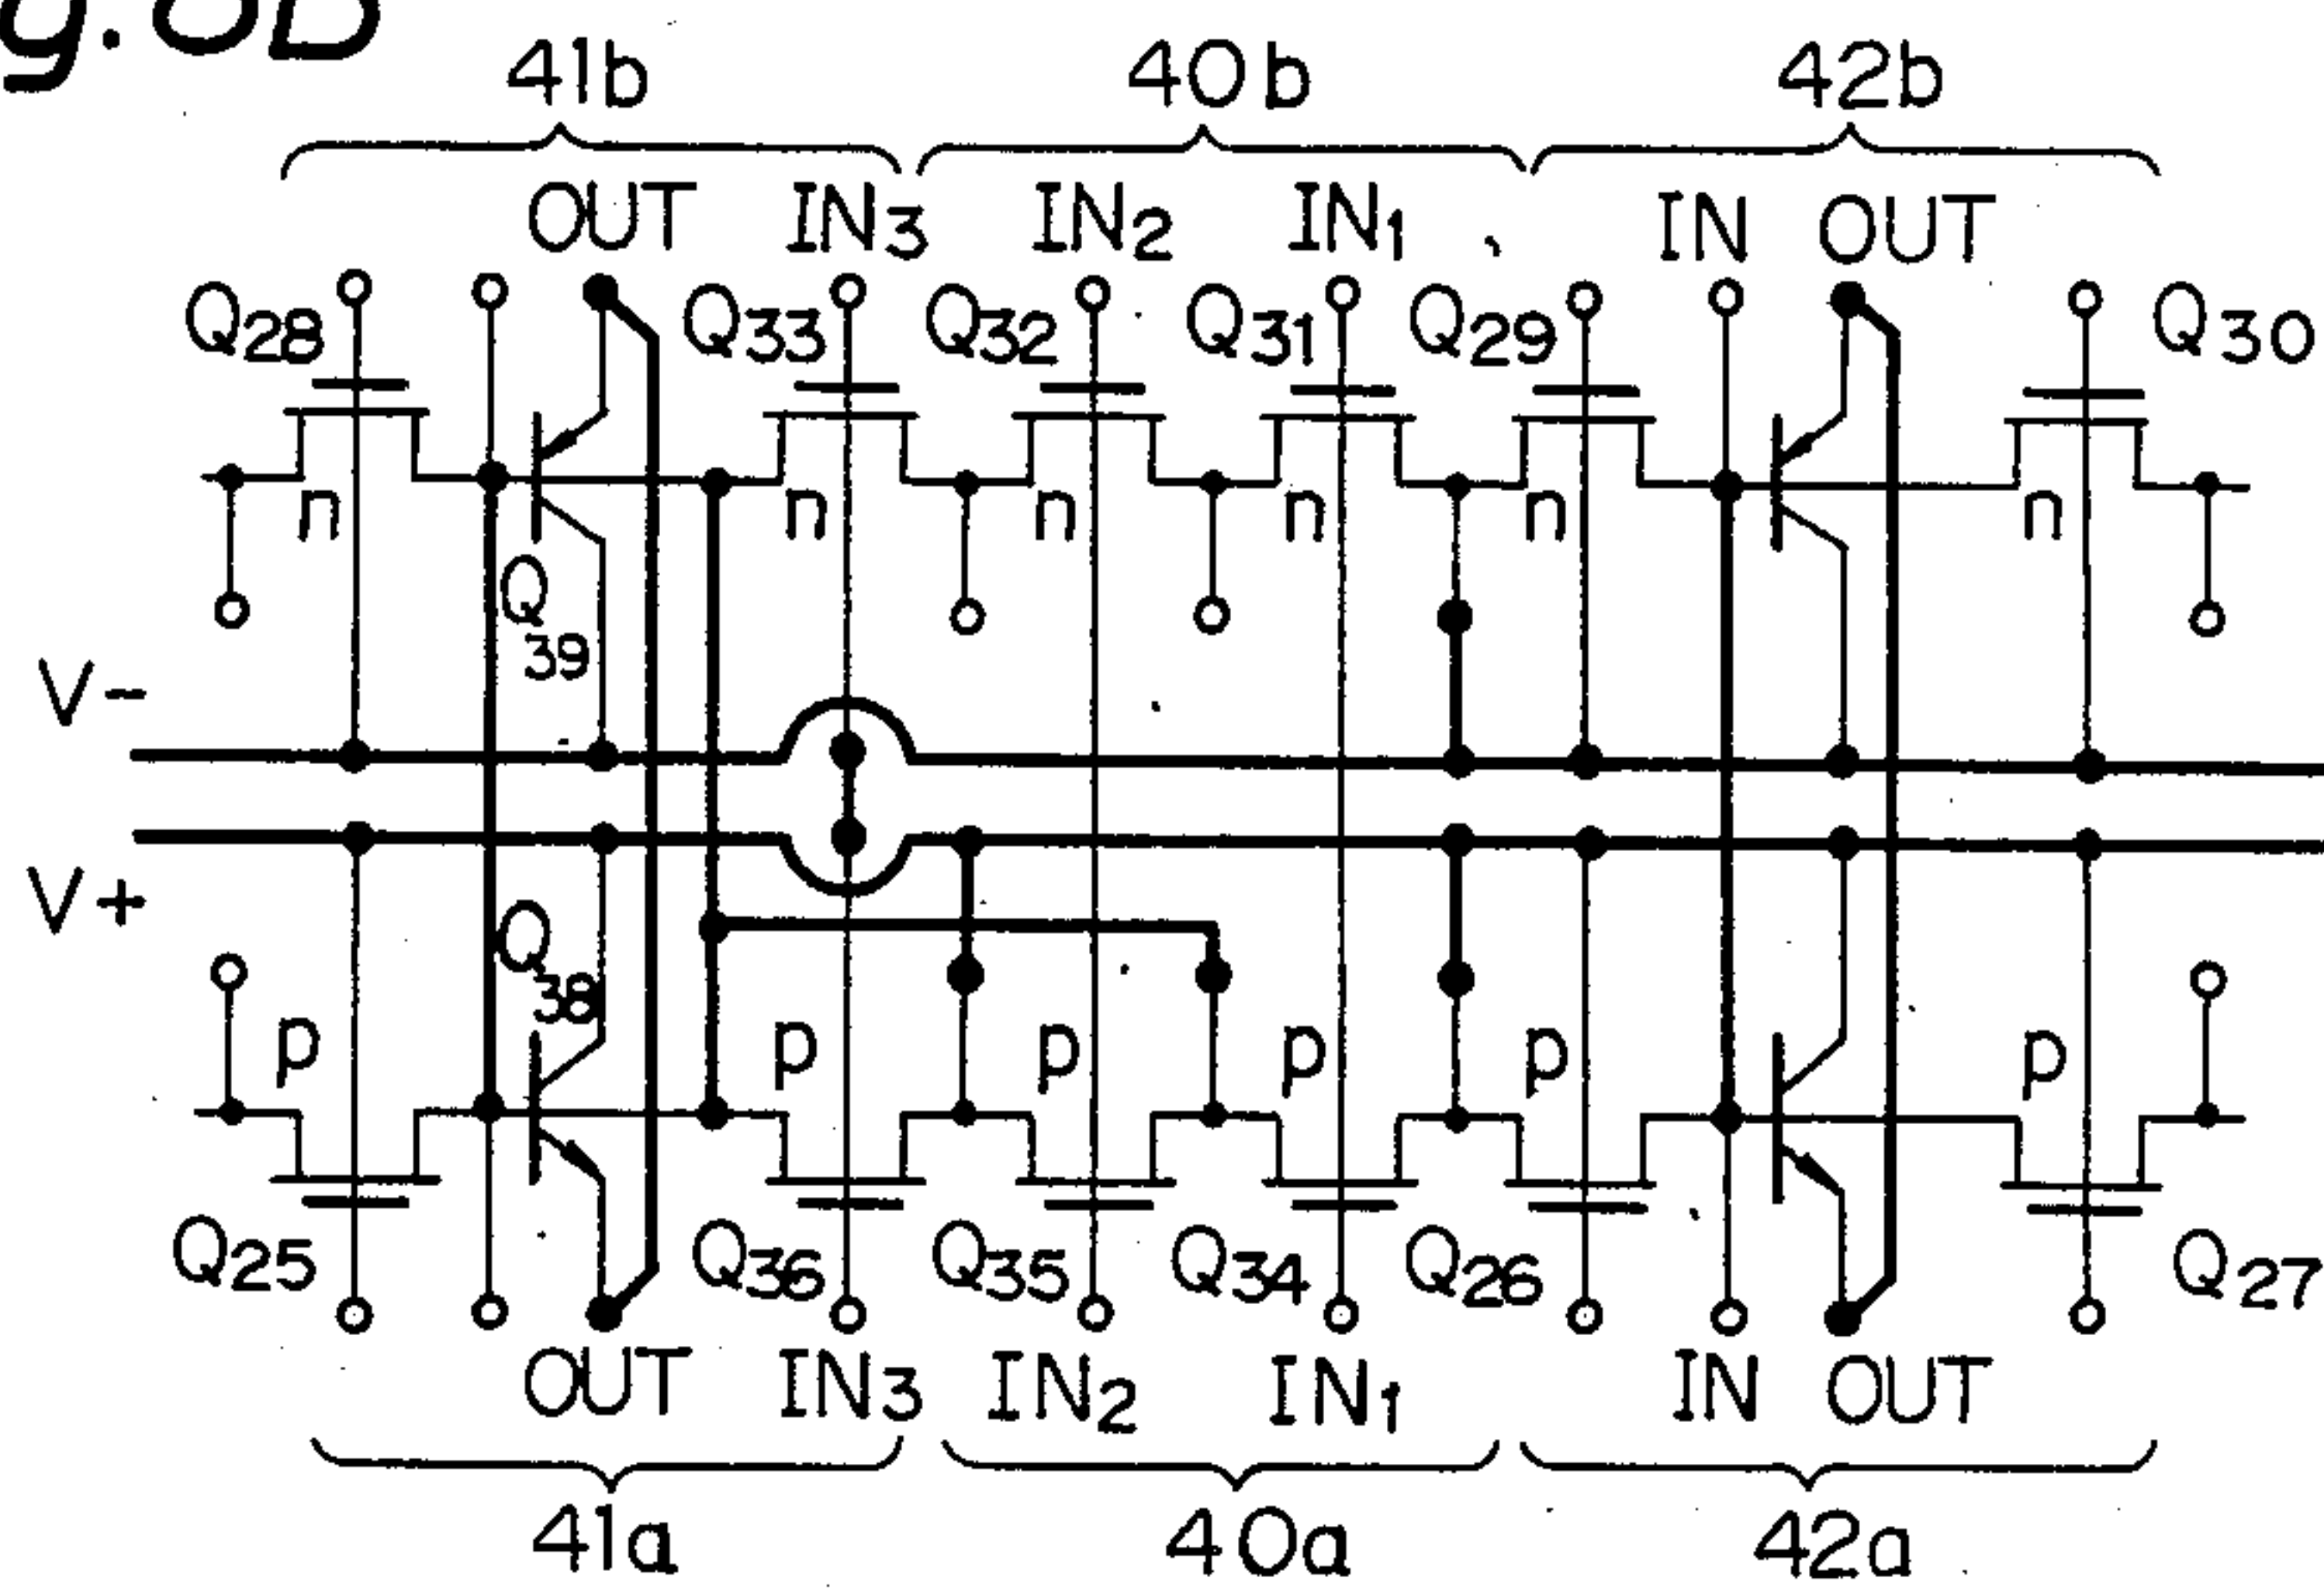 41b 40b 42b
OUT IN3 IN2 IN1 IN OUT
Q28 Q33 Q32 Q31 Q29 Q30
n n n n n n
Q39
V-
V+
Q38
p p p p p p
Q25 Q36 Q35 Q34 Q26 Q27
OUT IN3 IN2 IN1 IN OUT
41a 40a 42a